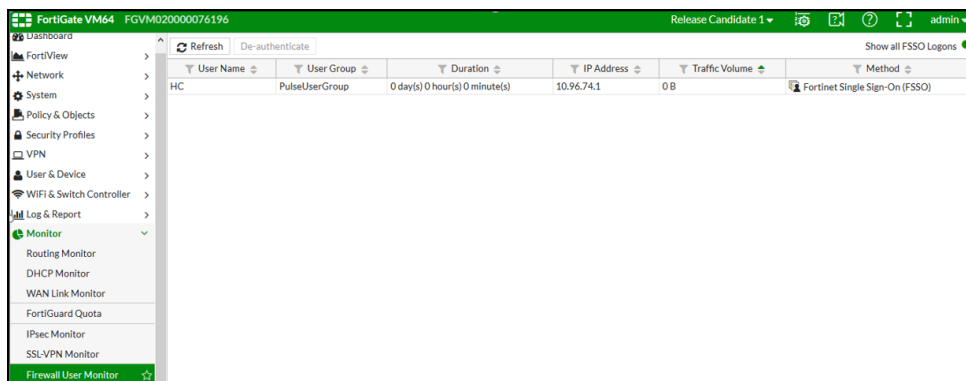 FortiGate VM64 FGVM020000076196 Release Candidate 1 admin
Dashboard
FortiView
Network
System
Policy & Objects
Security Profiles
VPN
User & Device
WiFi & Switch Controller
Log & Report
Monitor
Routing Monitor
DHCP Monitor
WAN Link Monitor
FortiGuard Quota
IPsec Monitor
SSL-VPN Monitor
Firewall User Monitor
Refresh De-authenticate Show all FSSO Logons
User Name User Group Duration IP Address Traffic Volume Method
HC PulseUserGroup 0 day(s) 0 hour(s) 0 minute(s) 10.96.74.1 0 B Fortinet Single Sign-On (FSSO)